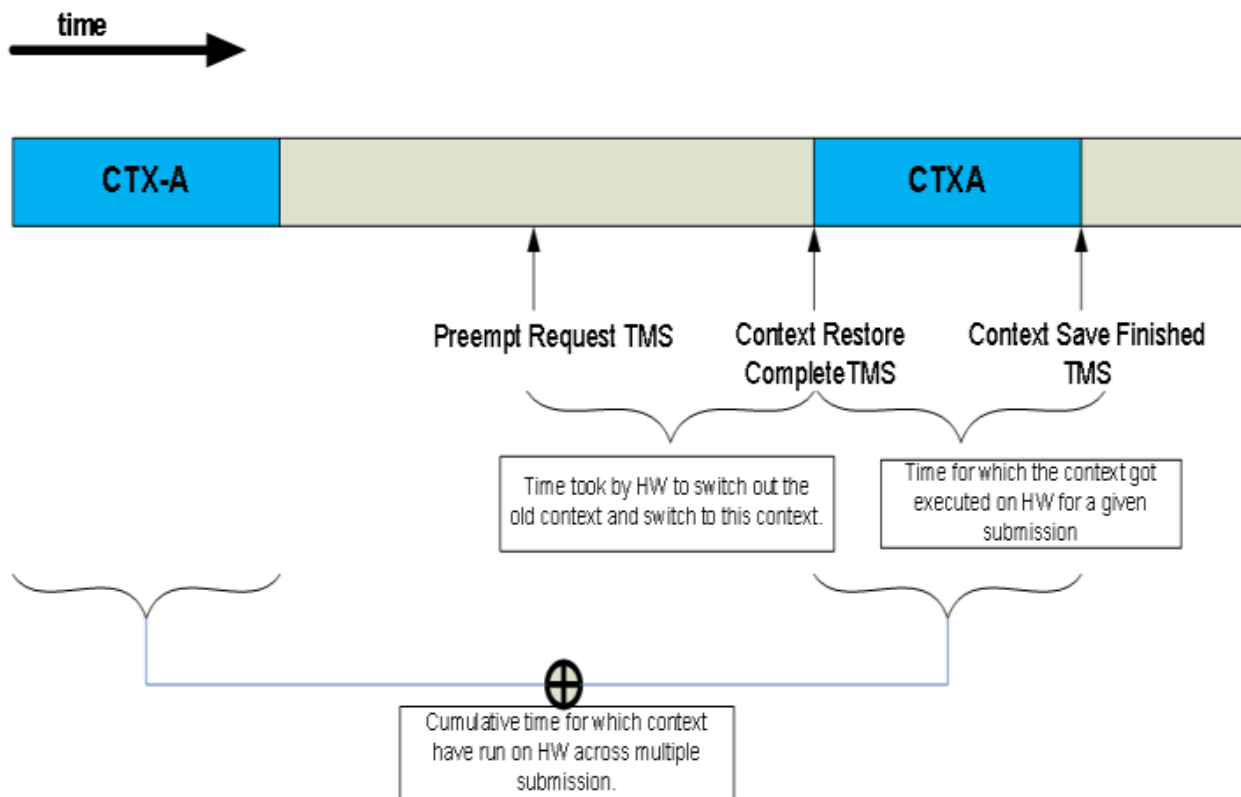 time
CTX-A
CTXA
Preempt Request TMS
Context Restore
CompleteTMS
Context Save Finished
TMS
Time took by HW to switch out the
old context and switch to this context.
Time for which the context got
executed on HW for a given
submission
Cumulative time for which context
have run on HW across multiple
submission.